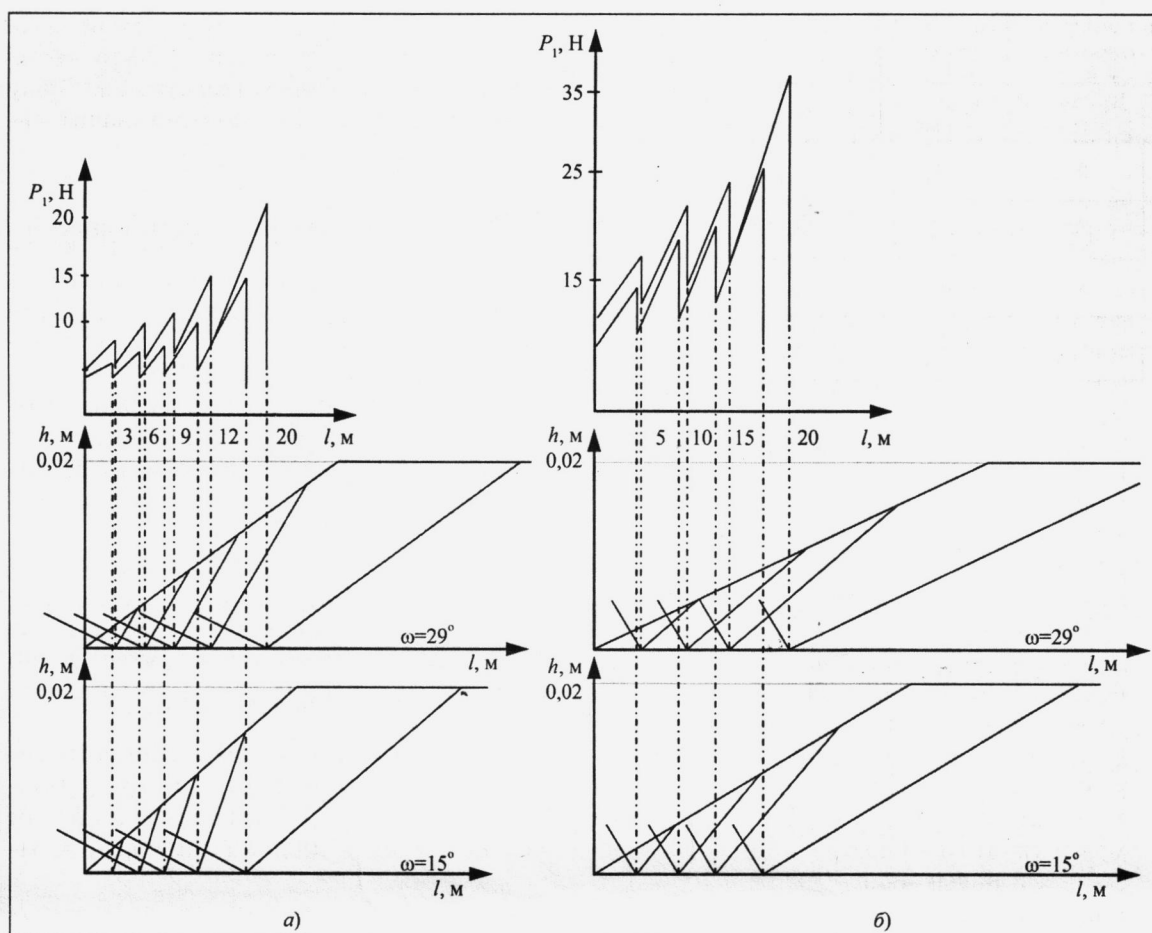 P₁, Н
20
15
10
3 6 9 12 20 l, м
h, м
0,02
ω=29°
l, м
h, м
0,02
ω=15°
l, м
а)
P₁, Н
35
25
15
5 10 15 20 l, м
h, м
0,02
ω=29°
l, м
h, м
0,02
ω=15°
l, м
б)